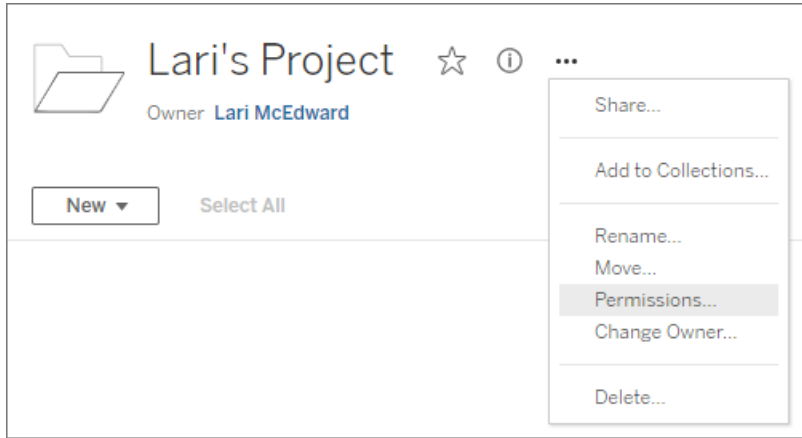 Lari's Project
Owner Lari McEdward
New
Select All
Share...
Add to Collections...
Rename...
Move...
Permissions...
Change Owner...
Delete...